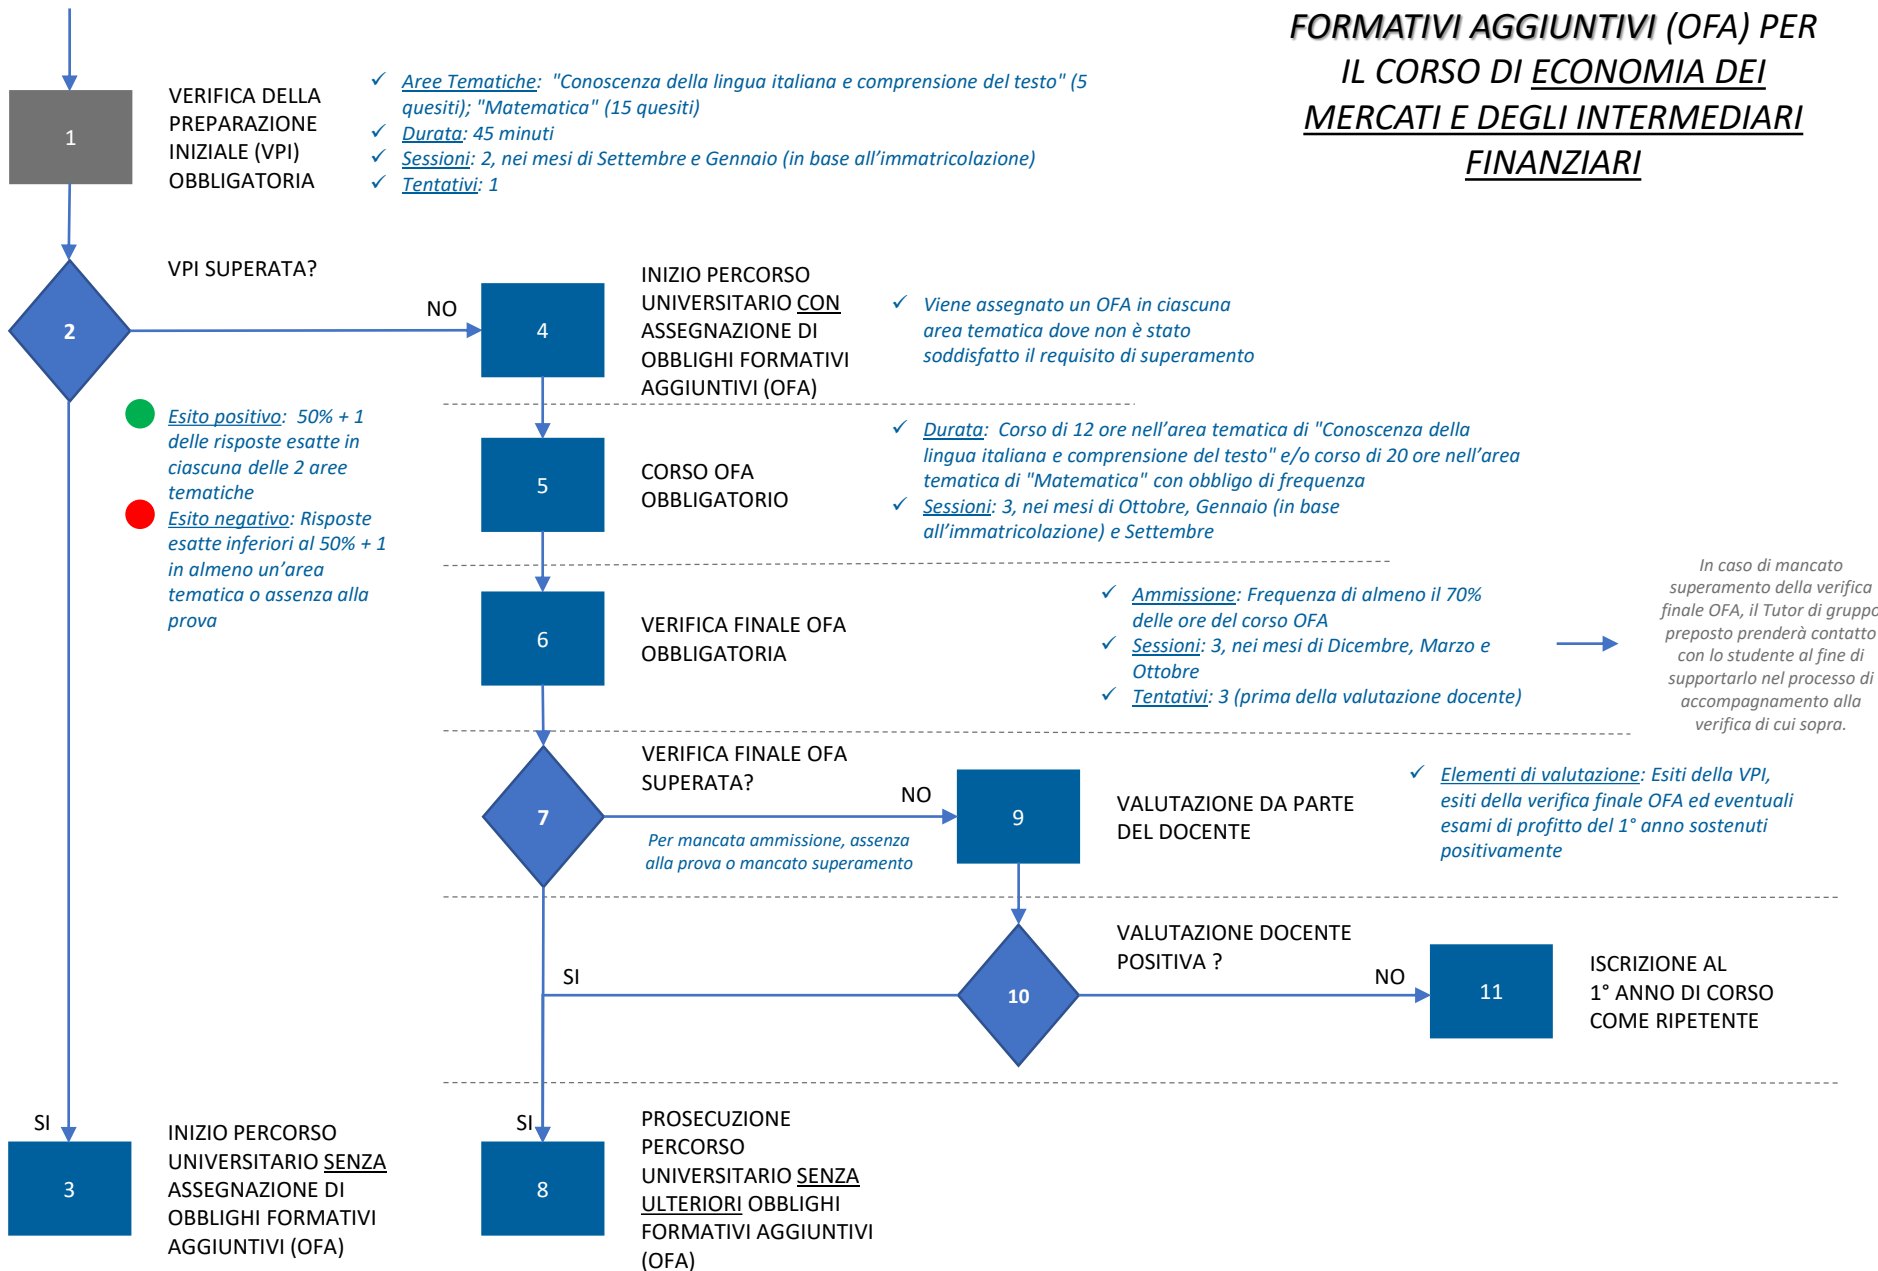 FORMATIVI AGGIUNTIVI (OFA) PER
IL CORSO DI ECONOMIA DEI
MERCATI E DEGLI INTERMEDIARI
FINANZIARI
1
VERIFICA DELLA
PREPARAZIONE
INIZIALE (VPI)
OBBLIGATORIA
✓ Aree Tematiche: "Conoscenza della lingua italiana e comprensione del testo" (5
quesiti); "Matematica" (15 quesiti)
✓ Durata: 45 minuti
✓ Sessioni: 2, nei mesi di Settembre e Gennaio (in base all’immatricolazione)
✓ Tentativi: 1
2
VPI SUPERATA?
NO
Esito positivo: 50% + 1
delle risposte esatte in
ciascuna delle 2 aree
tematiche
Esito negativo: Risposte
esatte inferiori al 50% + 1
in almeno un’area
tematica o assenza alla
prova
4
INIZIO PERCORSO
UNIVERSITARIO CON
ASSEGNAZIONE DI
OBBLIGHI FORMATIVI
AGGIUNTIVI (OFA)
✓ Viene assegnato un OFA in ciascuna
area tematica dove non è stato
soddisfatto il requisito di superamento
5
CORSO OFA
OBBLIGATORIO
✓ Durata: Corso di 12 ore nell’area tematica di "Conoscenza della
lingua italiana e comprensione del testo" e/o corso di 20 ore nell’area
tematica di "Matematica" con obbligo di frequenza
✓ Sessioni: 3, nei mesi di Ottobre, Gennaio (in base
all’immatricolazione) e Settembre
6
VERIFICA FINALE OFA
OBBLIGATORIA
✓ Ammissione: Frequenza di almeno il 70%
delle ore del corso OFA
✓ Sessioni: 3, nei mesi di Dicembre, Marzo e
Ottobre
✓ Tentativi: 3 (prima della valutazione docente)
In caso di mancato
superamento della verifica
finale OFA, il Tutor di gruppo
preposto prenderà contatto
con lo studente al fine di
supportarlo nel processo di
accompagnamento alla
verifica di cui sopra.
7
VERIFICA FINALE OFA
SUPERATA?
NO
Per mancata ammissione, assenza
alla prova o mancato superamento
9
VALUTAZIONE DA PARTE
DEL DOCENTE
✓ Elementi di valutazione: Esiti della VPI,
esiti della verifica finale OFA ed eventuali
esami di profitto del 1° anno sostenuti
positivamente
VALUTAZIONE DOCENTE
POSITIVA ?
SI
10
NO
11
ISCRIZIONE AL
1° ANNO DI CORSO
COME RIPETENTE
SI
3
INIZIO PERCORSO
UNIVERSITARIO SENZA
ASSEGNAZIONE DI
OBBLIGHI FORMATIVI
AGGIUNTIVI (OFA)
SI
8
PROSECUZIONE
PERCORSO
UNIVERSITARIO SENZA
ULTERIORI OBBLIGHI
FORMATIVI AGGIUNTIVI
(OFA)